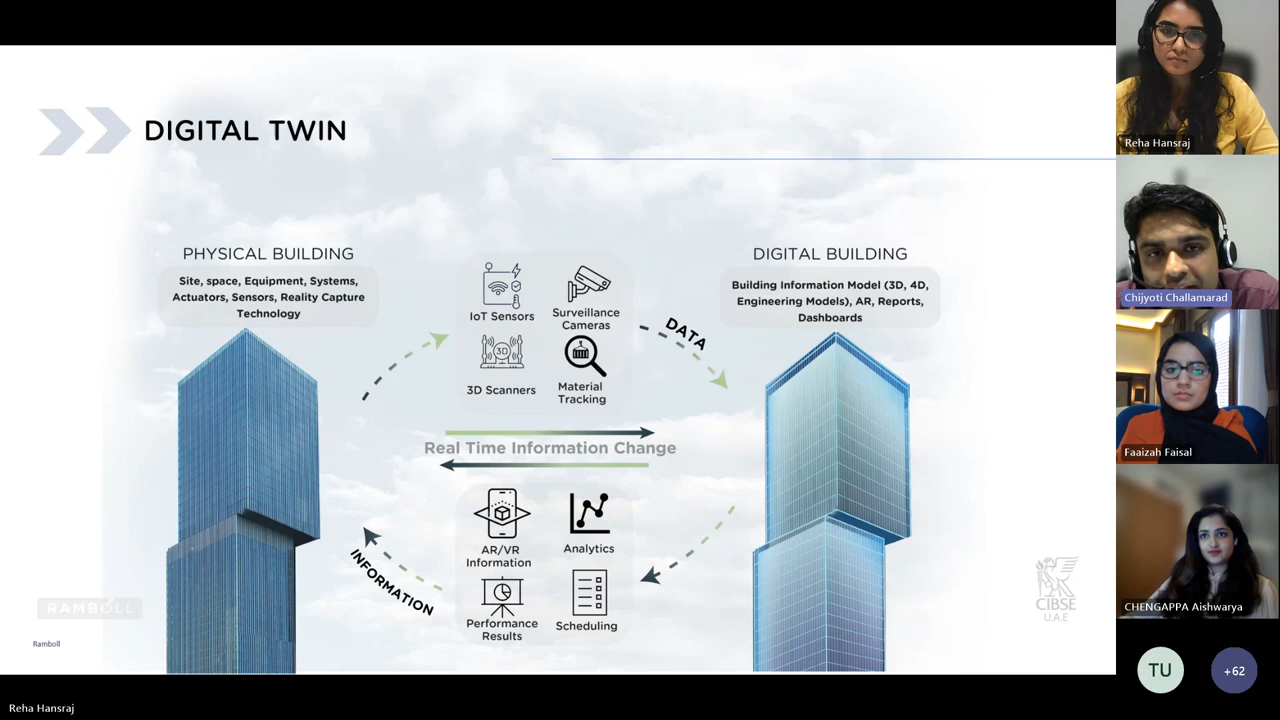 DIGITAL TWIN
PHYSICAL BUILDING
Site, space, Equipment, Systems,
Actuators, Sensors, Reality Capture
Technology
IoT Sensors
Surveillance
Cameras
3D
3D Scanners
Material
Tracking
DATA
DIGITAL BUILDING
Building Information Model (3D, 4D,
Engineering Models), AR, Reports,
Dashboards
Real Time Information Change
AR/VR
Information
Analytics
Performance
Results
Scheduling
INFORMATION
RAMBOLL
Ramboll
CIBSE
U.A.E
Reha Hansraj
Chijyoti Challamarad
Faaizah Faisal
CHENGAPPA Aishwarya
TU
+62
Reha Hansraj